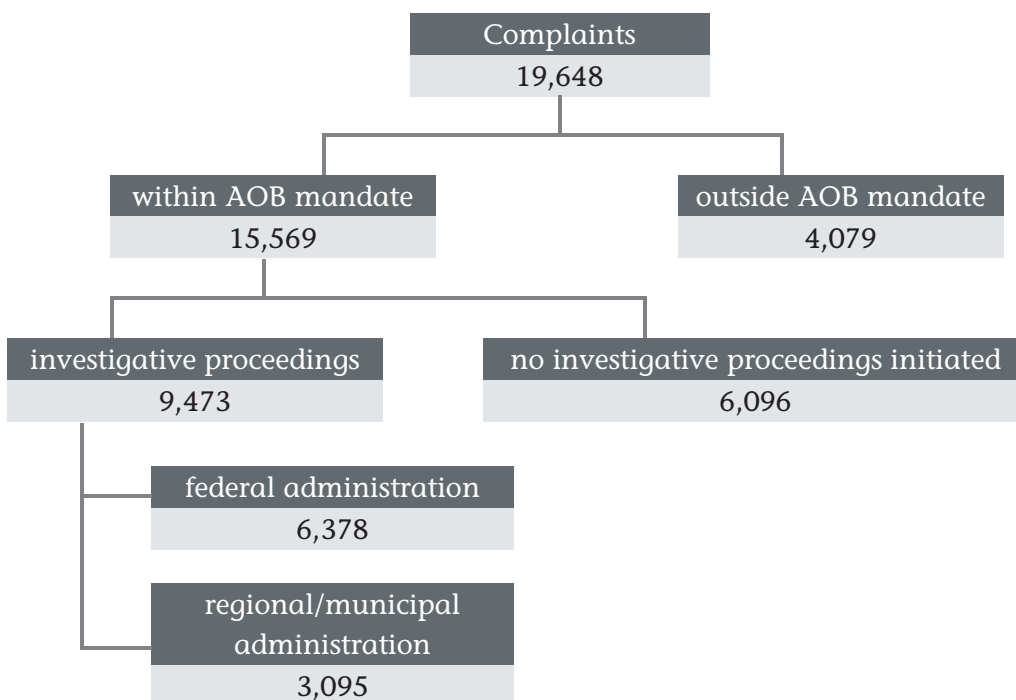 Complaints
19,648
within AOB mandate
15,569
outside AOB mandate
4,079
investigative proceedings
9,473
no investigative proceedings initiated
6,096
federal administration
6,378
regional/municipal
administration
3,095